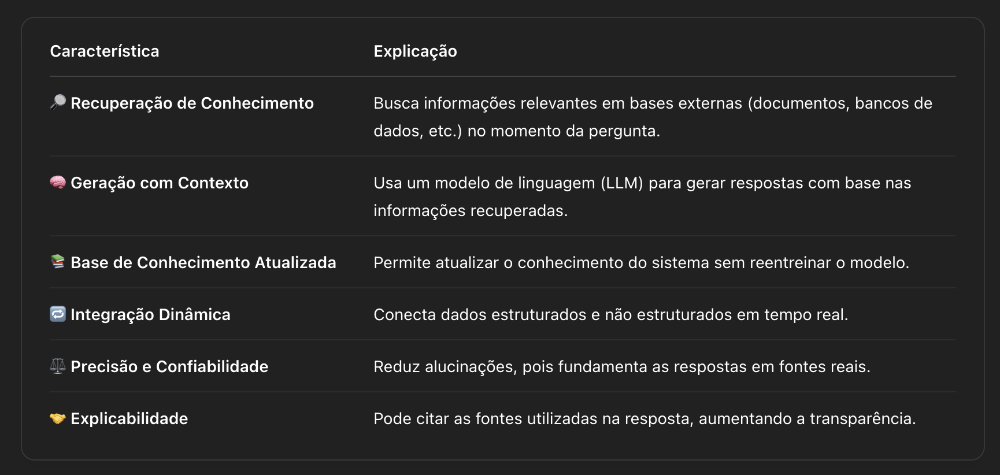 Característica
Explicação
🔎 Recuperação de Conhecimento
Busca informações relevantes em bases externas (documentos, bancos de
dados, etc.) no momento da pergunta.
🧠 Geração com Contexto
Usa um modelo de linguagem (LLM) para gerar respostas com base nas
informações recuperadas.
📚 Base de Conhecimento Atualizada
Permite atualizar o conhecimento do sistema sem reentreinar o modelo.
🔁 Integração Dinâmica
Conecta dados estruturados e não estruturados em tempo real.
⚖️ Precisão e Confiabilidade
Reduz alucinações, pois fundamenta as respostas em fontes reais.
🤝 Explicabilidade
Pode citar as fontes utilizadas na resposta, aumentando a transparência.